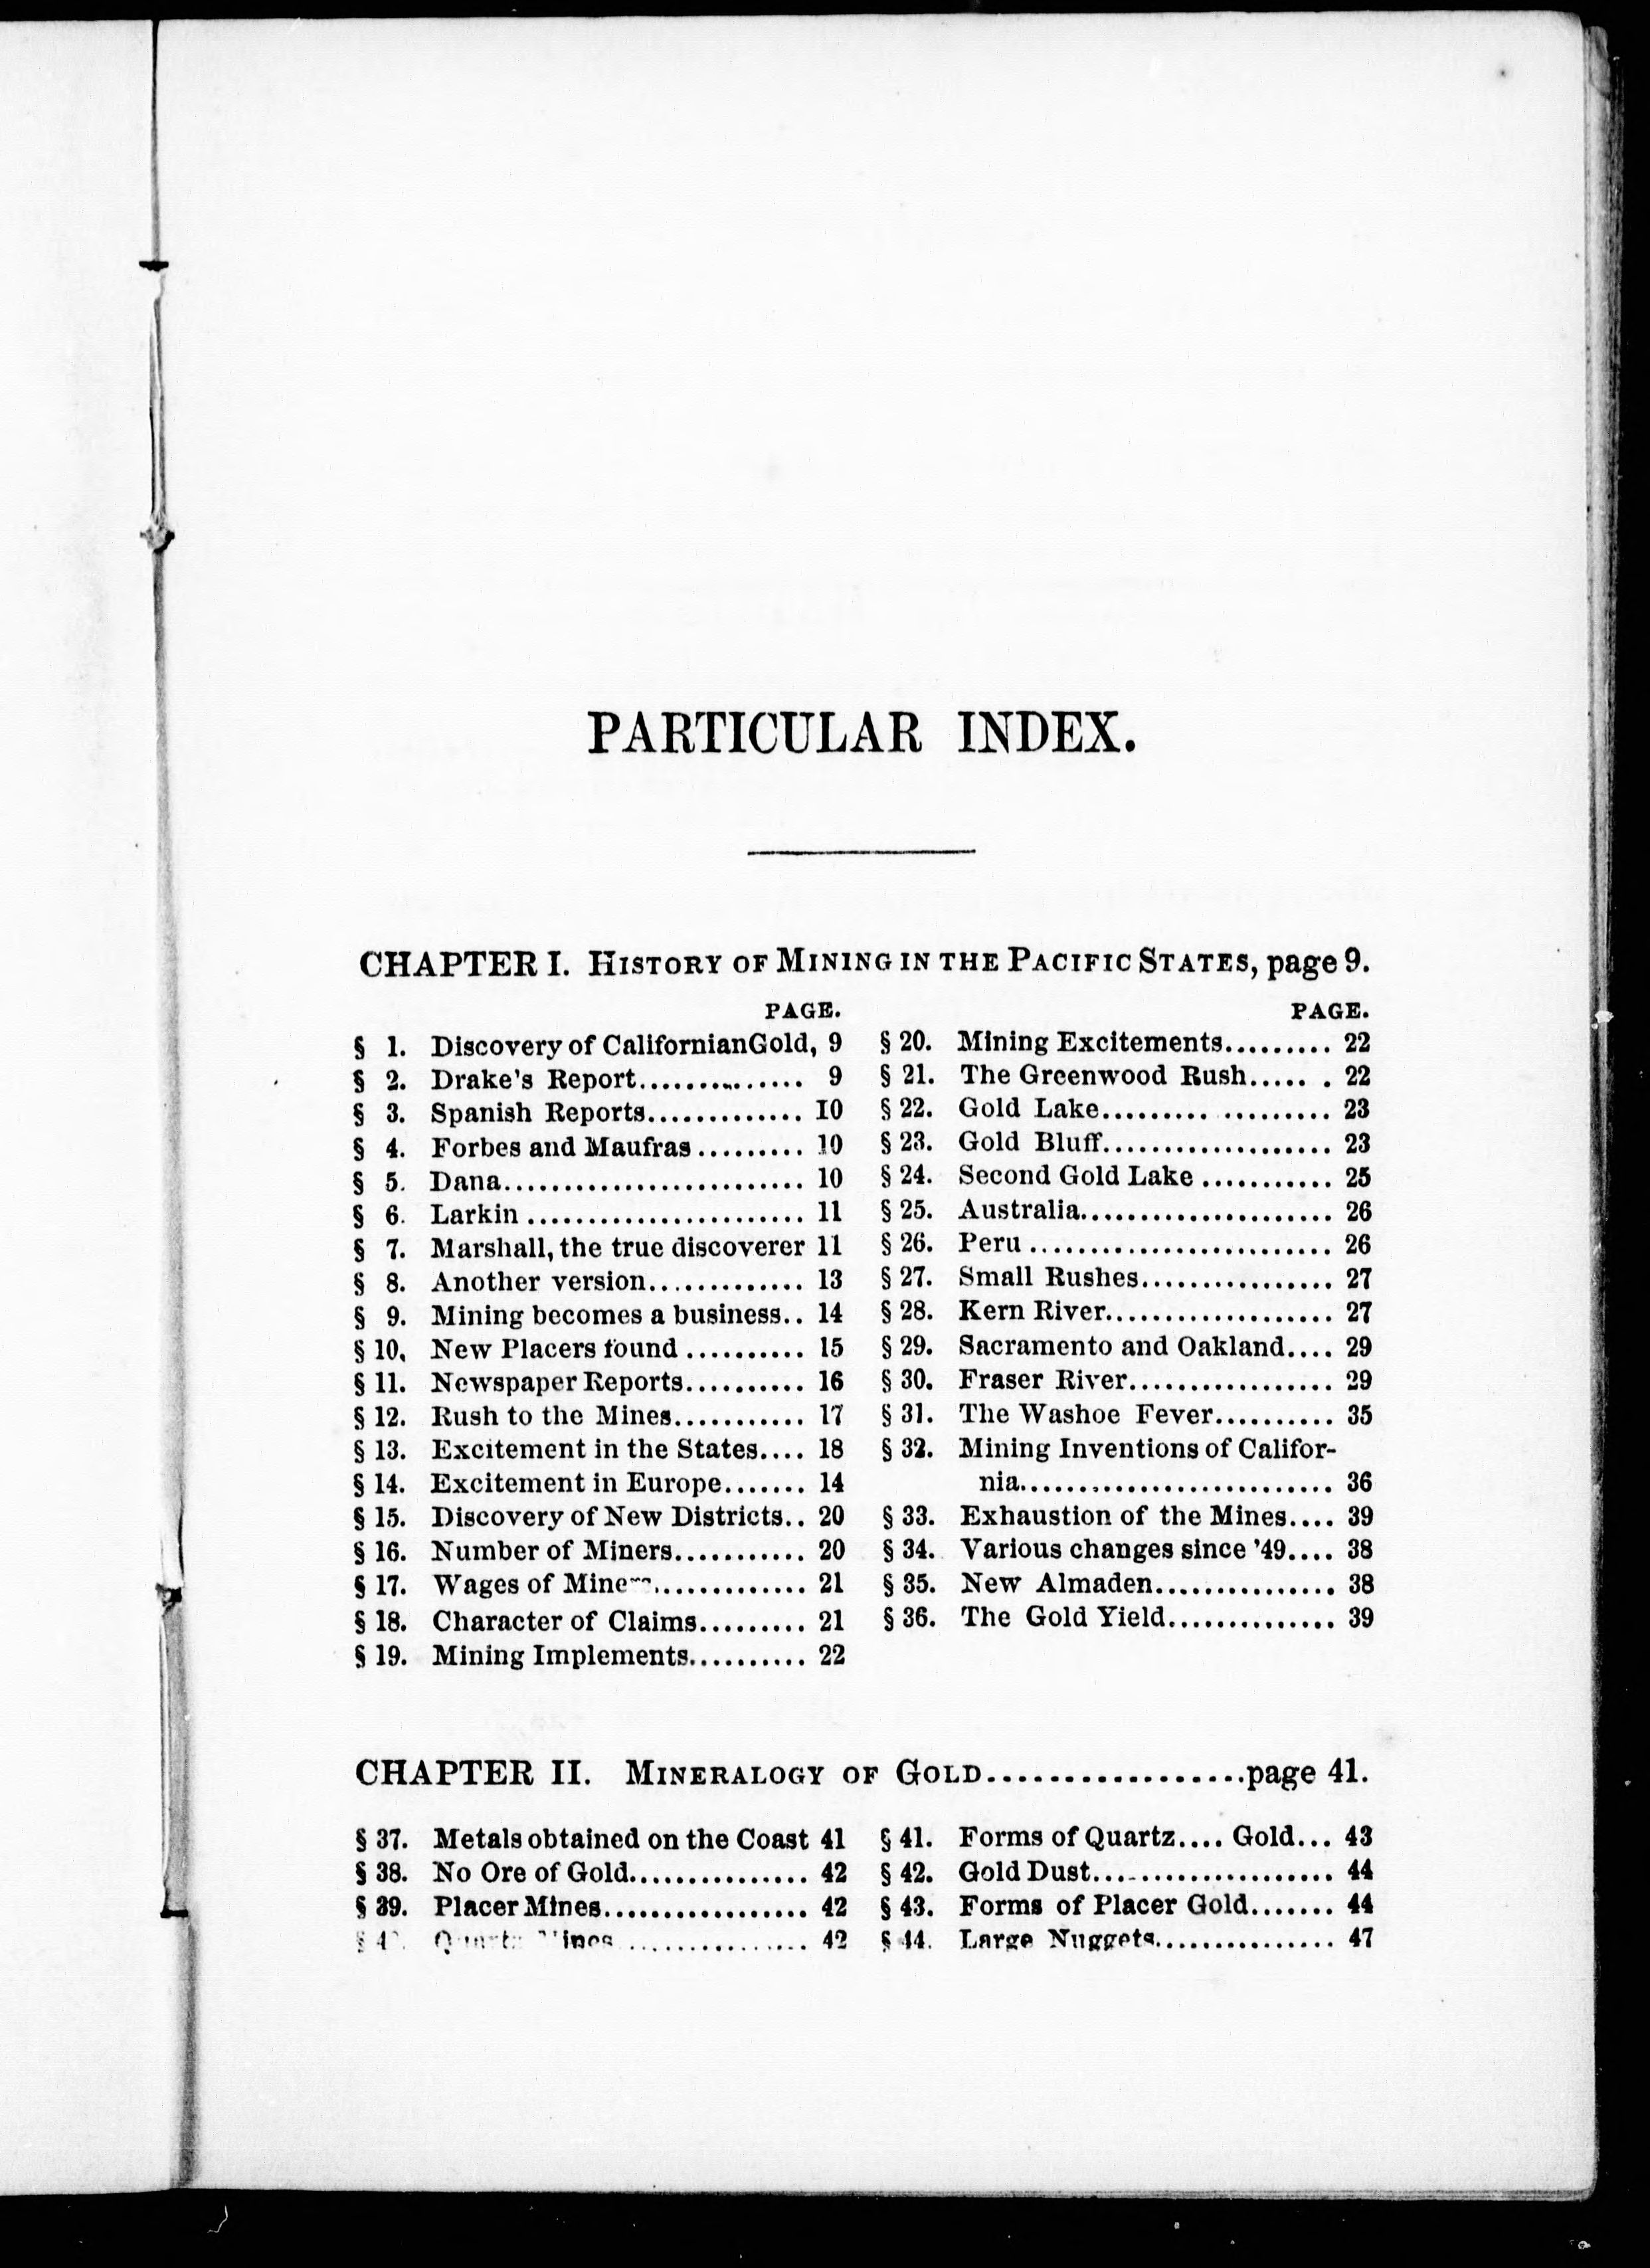 PARTICULAR INDEX.
CHAPTER I. HISTORY OF MINING IN THE PACIFIC STATES, page 9.
PAGE.
§ 1. Discovery of Californian Gold, 9
§ 2. Drake's Report.............. 9
§ 3. Spanish Reports............. 10
§ 4. Forbes and Maufras......... 10
§ 5. Dana......................... 10
§ 6. Larkin....................... 11
§ 7. Marshall, the true discoverer 11
§ 8. Another version............. 13
§ 9. Mining becomes a business.. 14
§ 10, New Placers found.......... 15
§ 11. Newspaper Reports.......... 16
§ 12. Rush to the Mines........... 17
§ 13. Excitement in the States.... 18
§ 14. Excitement in Europe....... 14
§ 15. Discovery of New Districts.. 20
§ 16. Number of Miners........... 20
§ 17. Wages of Miners............. 21
§ 18. Character of Claims......... 21
§ 19. Mining Implements.......... 22
PAGE.
§ 20. Mining Excitements......... 22
§ 21. The Greenwood Rush..... . 22
§ 22. Gold Lake......... ......... 23
§ 23. Gold Bluff................... 23
§ 24. Second Gold Lake........... 25
§ 25. Australia..................... 26
§ 26. Peru......................... 26
§ 27. Small Rushes................ 27
§ 28. Kern River................... 27
§ 29. Sacramento and Oakland.... 29
§ 30. Fraser River................. 29
§ 31. The Washoe Fever.......... 35
§ 32. Mining Inventions of Califor-
nia.......................... 36
§ 33. Exhaustion of the Mines.... 39
§ 34. Various changes since '49.... 38
§ 35. New Almaden............... 38
§ 36. The Gold Yield.............. 39
CHAPTER II. MINERALOGY OF GOLD..................page 41.
§ 37. Metals obtained on the Coast 41
§ 38. No Ore of Gold............... 42
§ 39. Placer Mines................. 42
................ 42
§ 41. Forms of Quartz.... Gold... 43
§ 42. Gold Dust.................... 44
§ 43. Forms of Placer Gold....... 44
§ 44. Large Nuggets............... 47